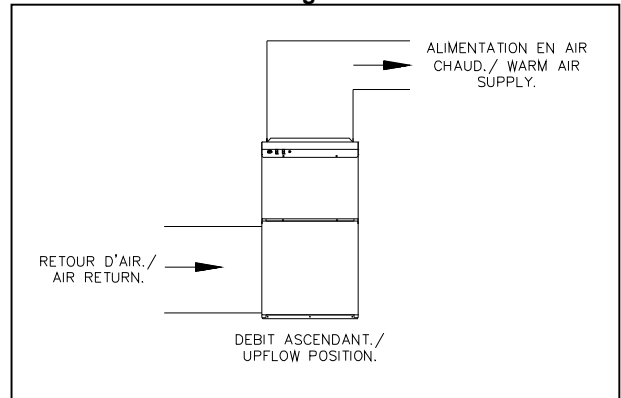 ALIMENTATION EN AIR
CHAUD./ WARM AIR
SUPPLY.
RETOUR D'AIR./
AIR RETURN.
DEBIT ASCENDANT./
UPFLOW POSITION.